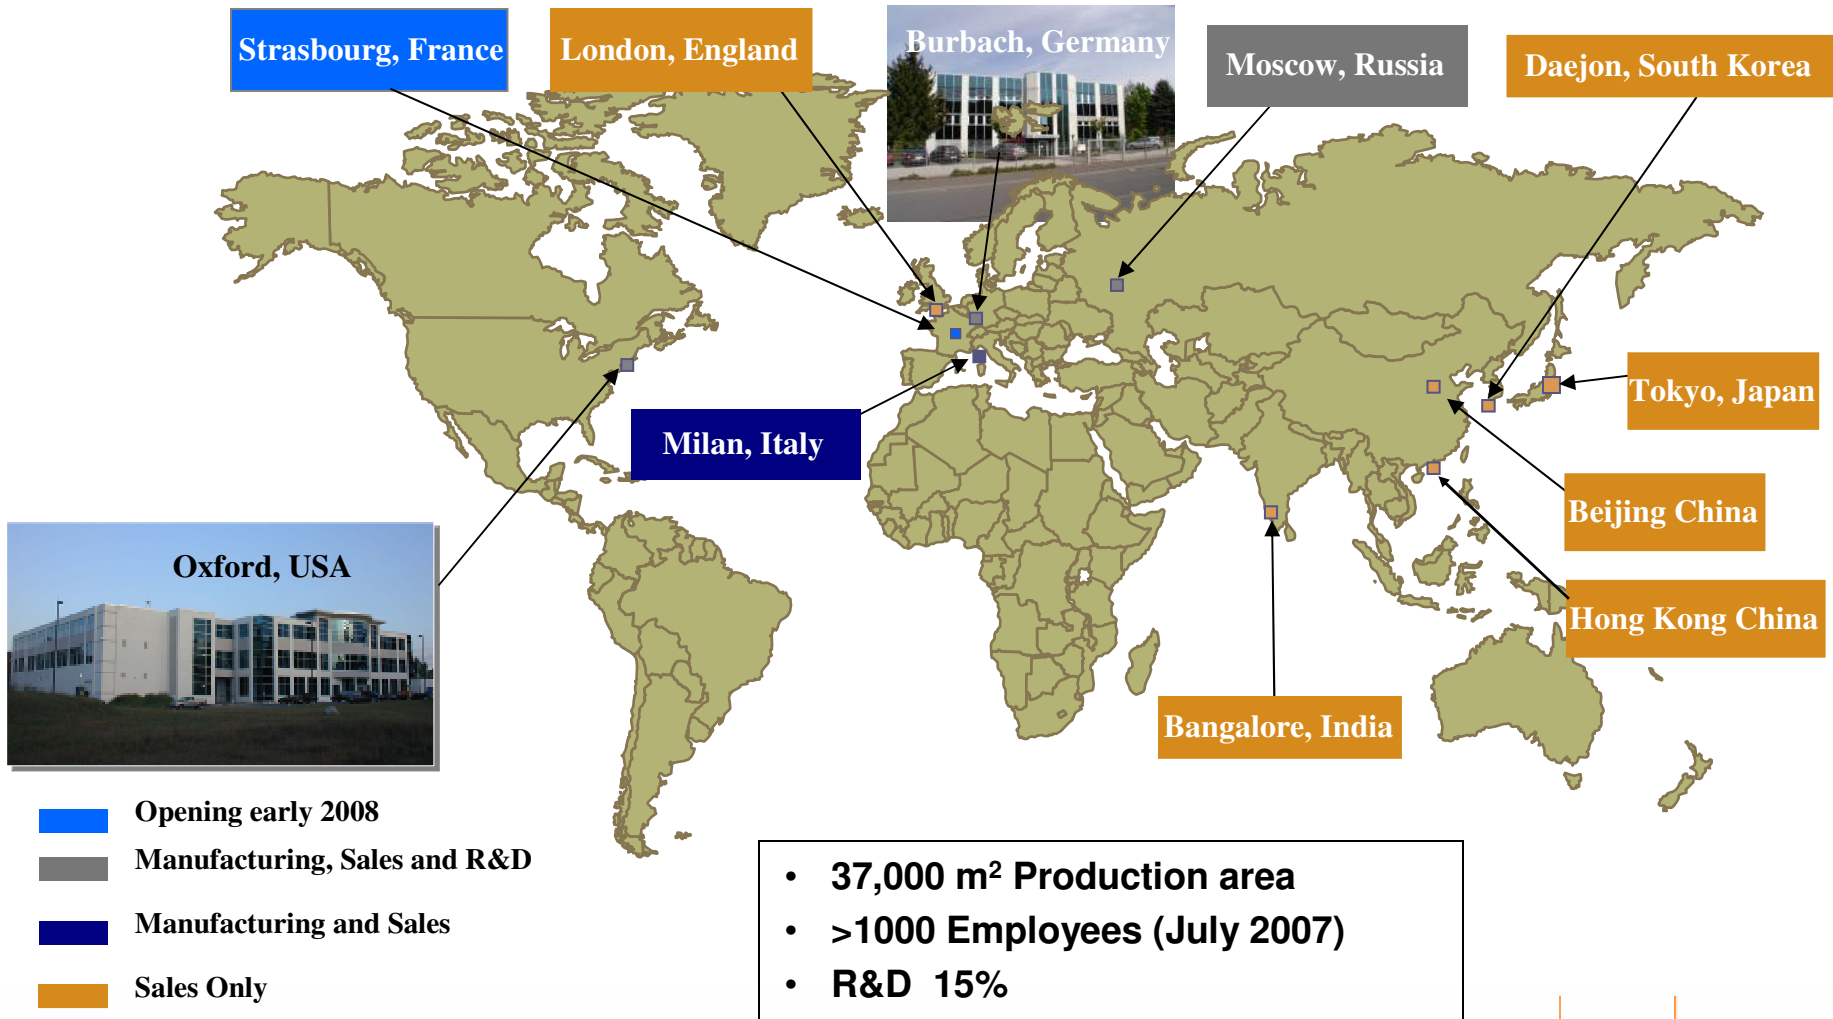 Strasbourg, France
London, England
Burbach, Germany
Moscow, Russia
Daejon, South Korea
Tokyo, Japan
Milan, Italy
Beijing China
Oxford, USA
Hong Kong China
Bangalore, India
Opening early 2008
Manufacturing, Sales and R&D
Manufacturing and Sales
Sales Only
• 37,000 m² Production area
• >1000 Employees (July 2007)
• R&D 15%